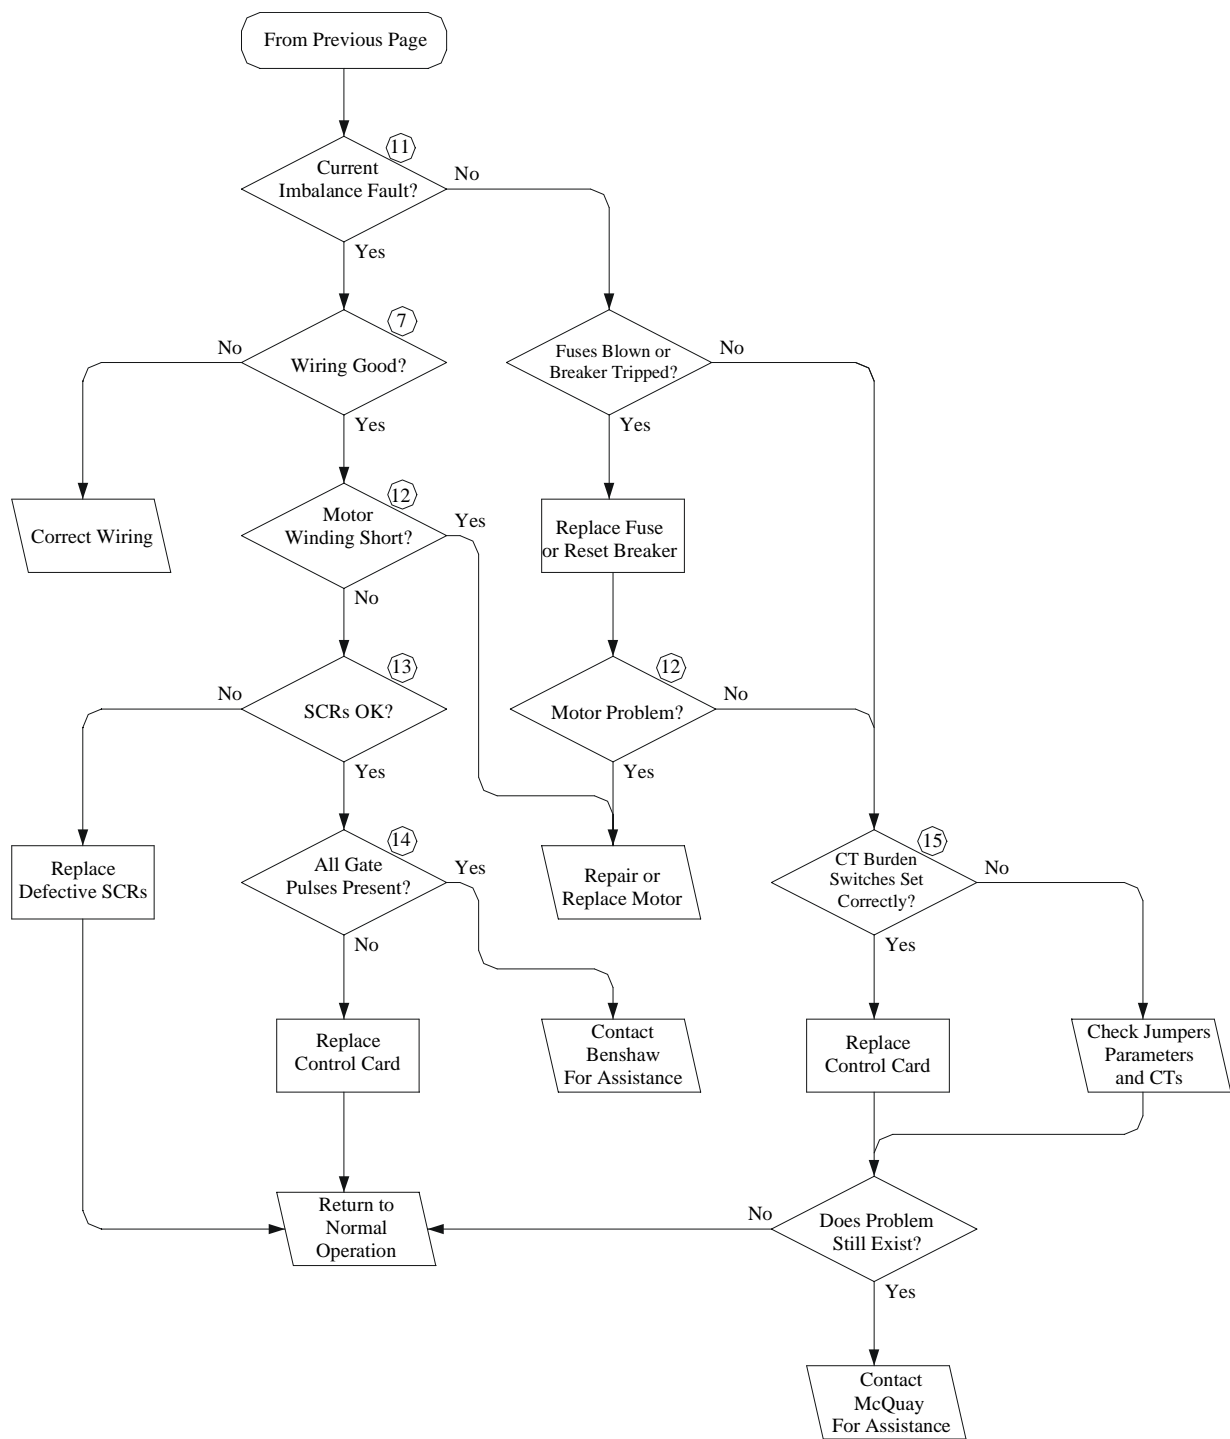 From Previous Page
11
Current
Imbalance Fault?
No
Yes
7
Wiring Good?
No
Yes
Fuses Blown or
Breaker Tripped?
No
Yes
Correct Wiring
12
Motor
Winding Short?
Yes
No
Replace Fuse
or Reset Breaker
13
SCRs OK?
No
Yes
12
Motor Problem?
No
Yes
Replace
Defective SCRs
14
All Gate
Pulses Present?
Yes
No
Repair or
Replace Motor
15
CT Burden
Switches Set
Correctly?
No
Yes
Replace
Control Card
Contact
Benshaw
For Assistance
Replace
Control Card
Check Jumpers
Parameters
and CTs
Return to
Normal
Operation
No
Does Problem
Still Exist?
Yes
Contact
McQuay
For Assistance